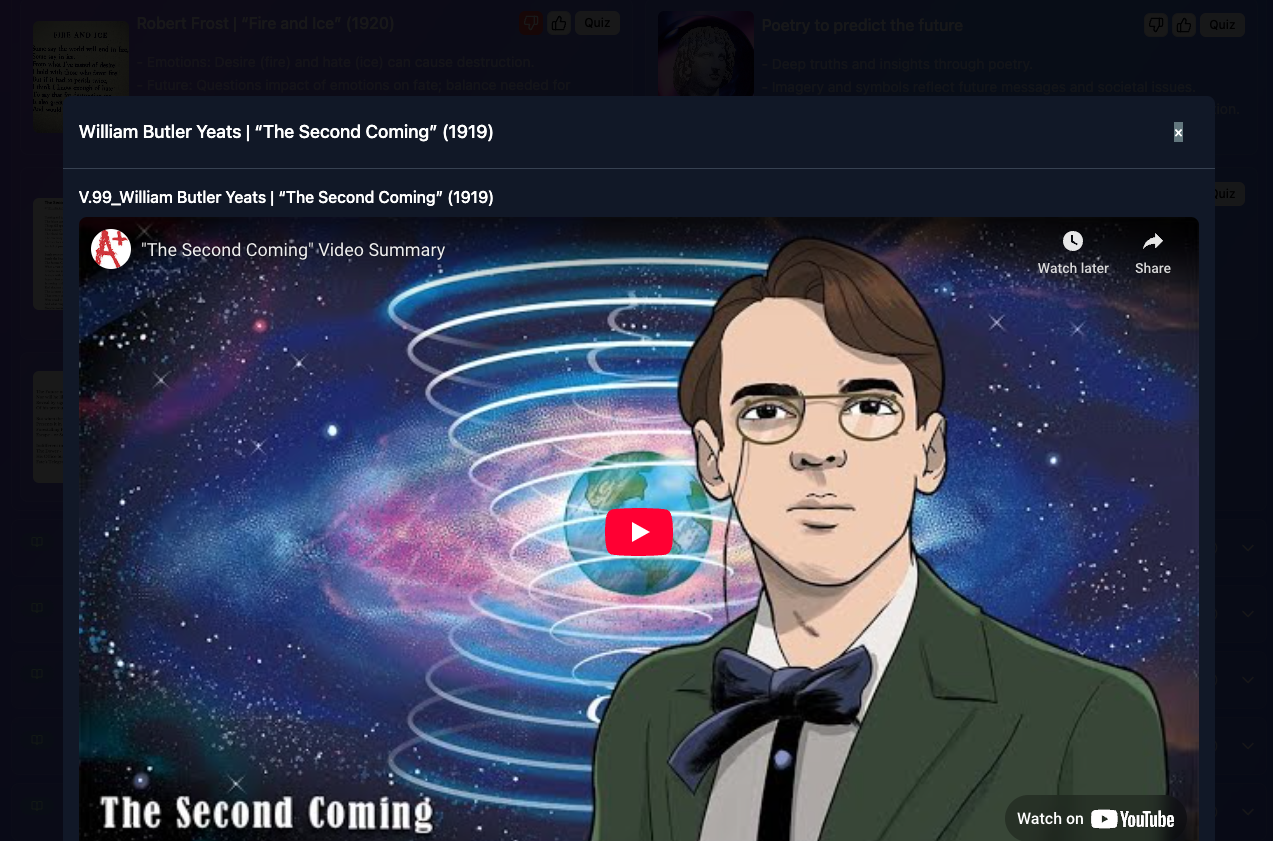 Robert Frost | “Fire and Ice” (1920)
Quiz
Poetry to predict the future
Quiz
FIRE AND ICE
- Emotions: Desire (fire) and hate (ice) can cause destruction.
- Future: Questions impact of emotions on fate; balance needed for
- Deep truths and insights through poetry.
- Imagery and symbols reflect future messages and societal issues.
William Butler Yeats | “The Second Coming” (1919)
×
V.99_William Butler Yeats | “The Second Coming” (1919)
Quiz
A+
"The Second Coming" Video Summary
Watch later
Share
The Second Coming
Watch on YouTube